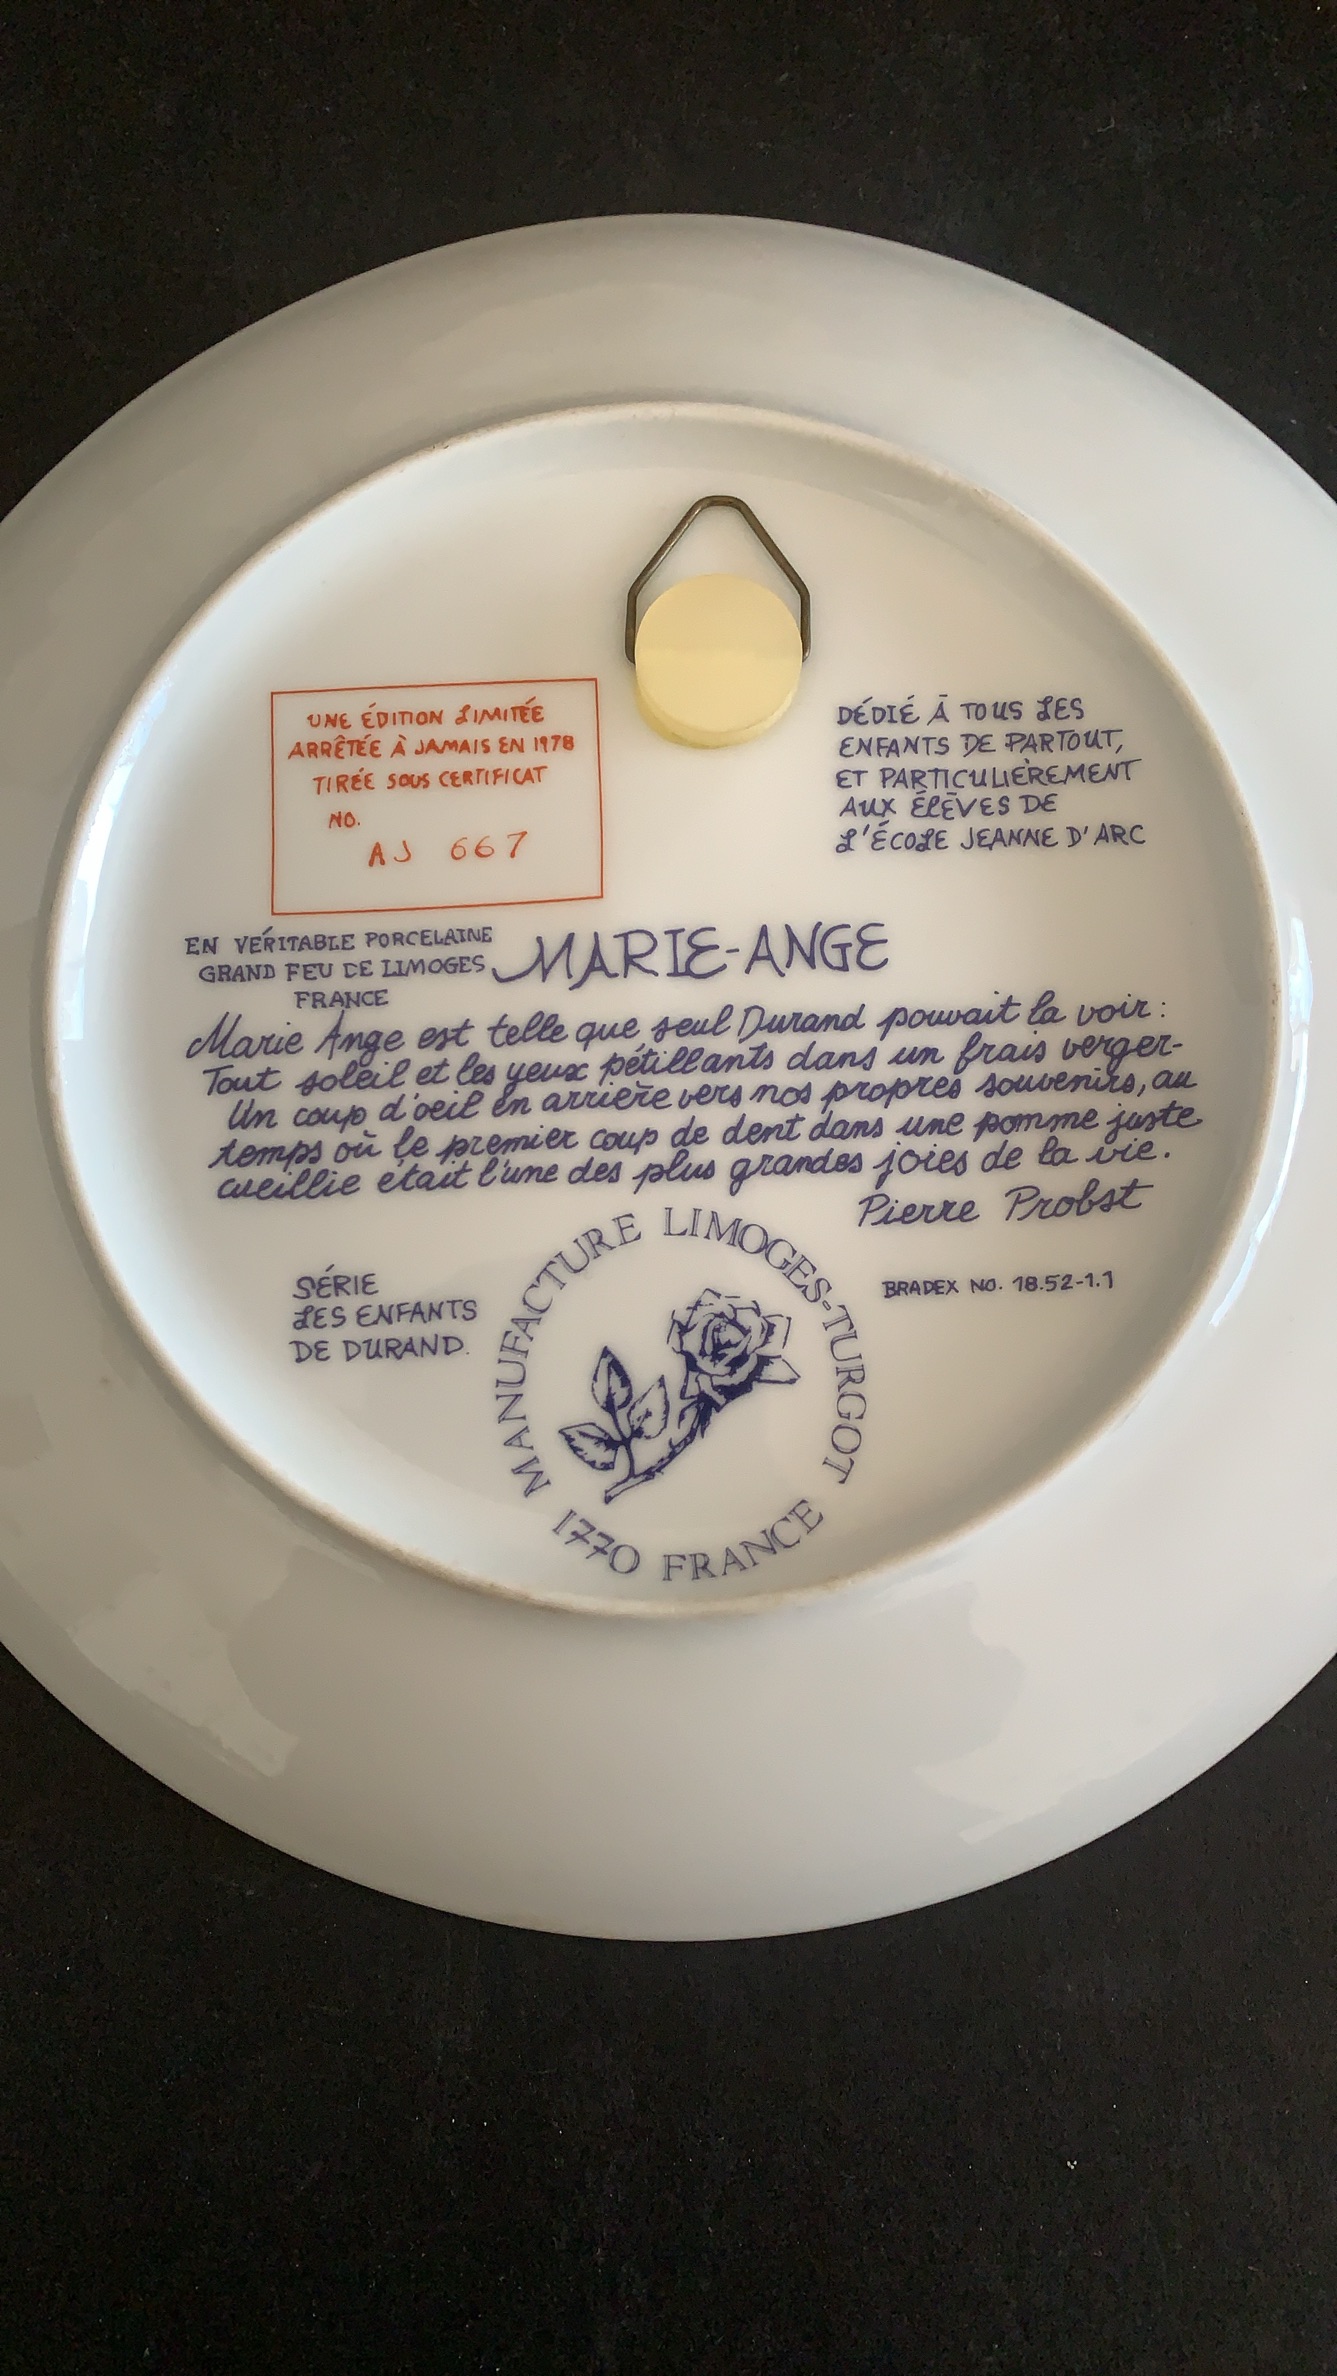 UNE ÉDITION LIMITÉE
ARRÊTÉE À JAMAIS EN 1978
TIRÉE SOUS CERTIFICAT
NO.
AJ 667
DÉDIÉ À TOUS LES
ENFANTS DE PARTOUT,
ET PARTICULIÈREMENT
AUX ÉLÈVES DE
L'ÉCOLE JEANNE D'ARC
EN VÉRITABLE PORCELAINE
GRAND FEU DE LIMOGES
FRANCE
MARIE-ANGE
Marie Ange est telle que seul Durand pouvait la voir :
Tout soleil et les yeux pétillants dans un frais verger-
Un coup d'oeil en arrière vers nos propres souvenirs, au
temps où le premier coup de dent dans une pomme juste
cueillie était l'une des plus grandes joies de la vie.
Pierre Probst
SÉRIE
LES ENFANTS
DE DURAND.
MANUFACTURE LIMOGES-TURGOT
1770 FRANCE
BRADEX NO. 18.52-1.1